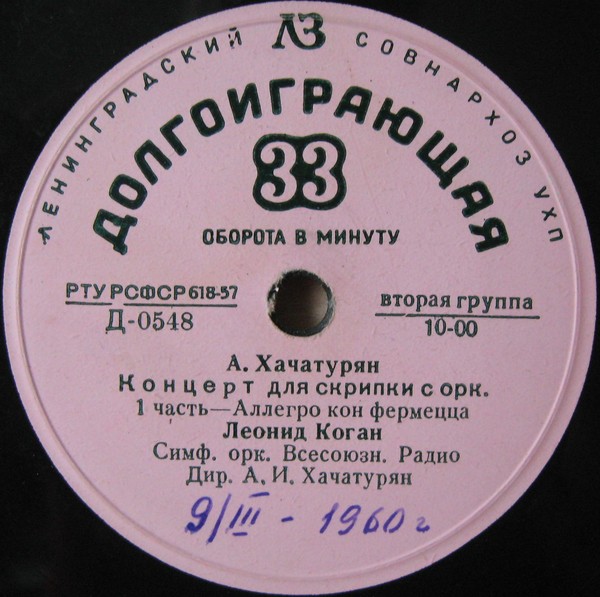 ЛЕНИНГРАДСКИЙ ЛЗ СОВНАРХОЗ УХП
ДОЛГОИГРАЮЩАЯ
33
ОБОРОТА В МИНУТУ
РТУ РСФСР 618-57
Д-0548
вторая группа
10-00
А. Хачатурян
Концерт для скрипки с орк.
1 часть—Аллегро кон фермецца
Леонид Коган
Симф. орк. Всесоюзн. Радио
Дир. А. И. Хачатурян
9/III - 1960 г